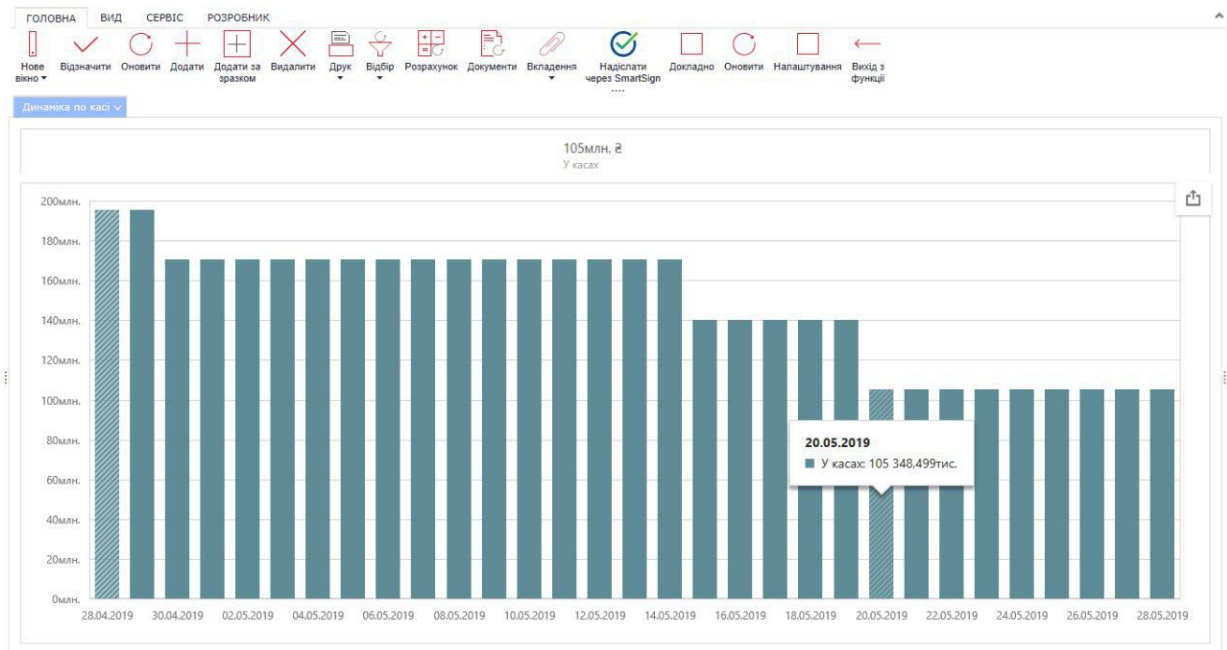 ГОЛОВНА ВИД СЕРВІС РОЗРОБНИК
Нове вікно Відзначити Оновити Додати Додати за зразком Видалити Друк Відбір Розрахунок Документи Вкладення Надіслати через SmartSign Докладно Оновити Налаштування Вихід з функції
Динаміка по касі
105млн. ₴
У касах
200млн.
180млн.
160млн.
140млн.
120млн.
100млн.
80млн.
60млн.
40млн.
20млн.
0млн.
20.05.2019
У касах: 105 348,499тис.
28.04.2019 30.04.2019 02.05.2019 04.05.2019 06.05.2019 08.05.2019 10.05.2019 12.05.2019 14.05.2019 16.05.2019 18.05.2019 20.05.2019 22.05.2019 24.05.2019 26.05.2019 28.05.2019